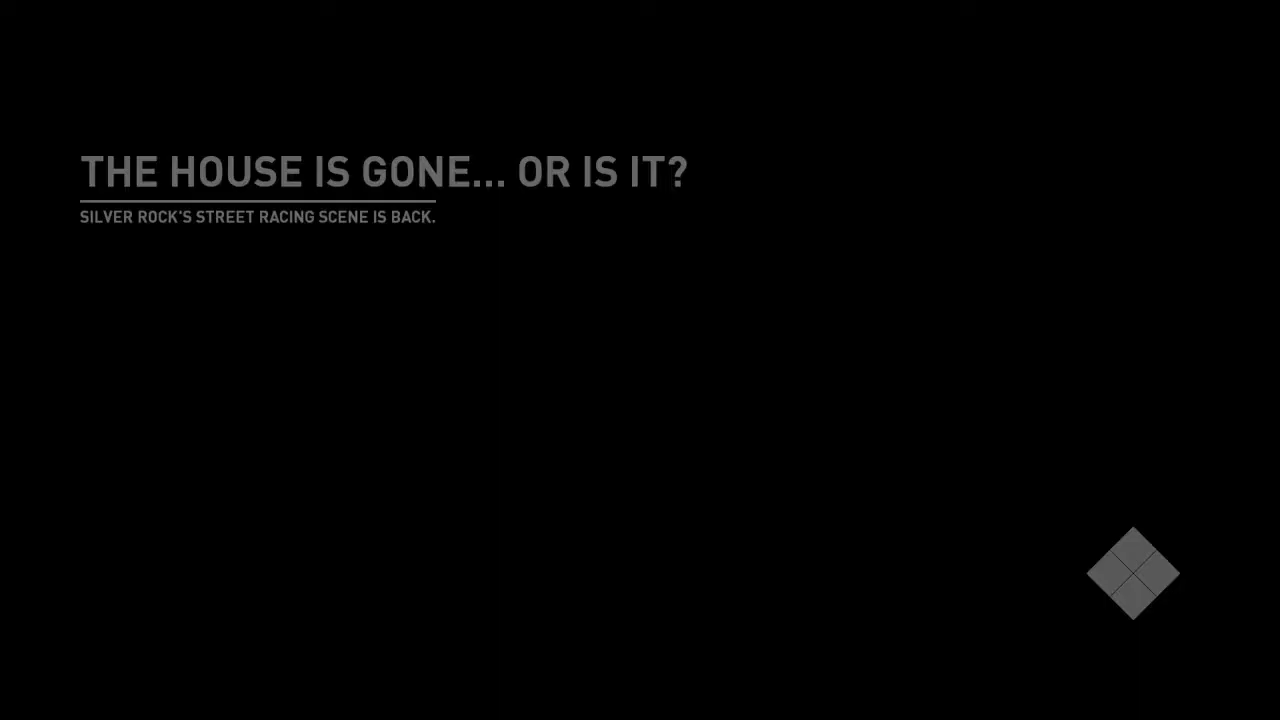 THE HOUSE IS GONE... OR IS IT?
SILVER ROCK'S STREET RACING SCENE IS BACK.